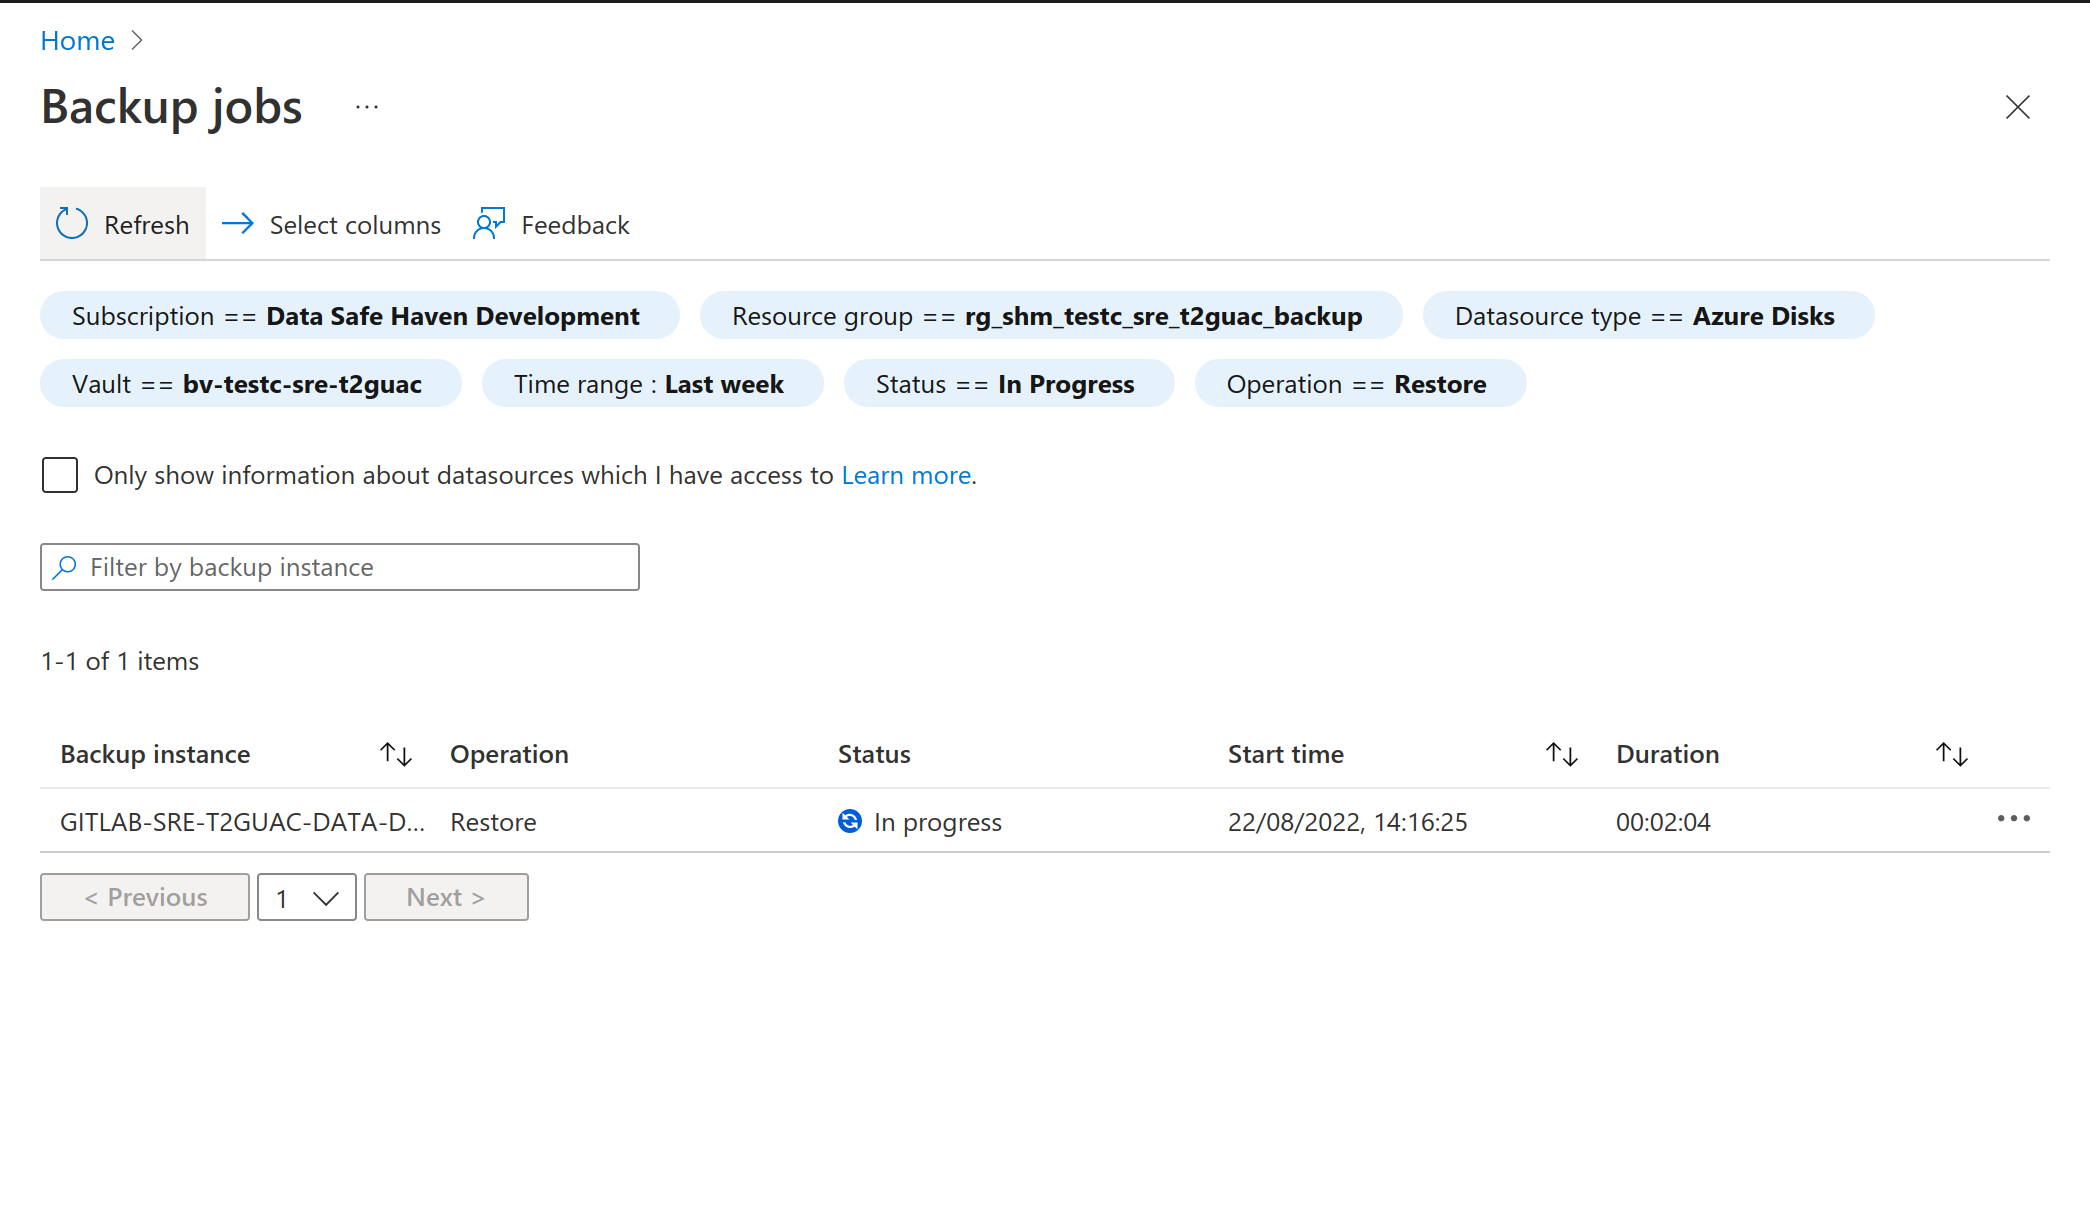 Home
Backup jobs ...
Refresh Select columns Feedback
Subscription == Data Safe Haven Development Resource group == rg_shm_testc_sre_t2guac_backup Datasource type == Azure Disks
Vault == bv-testc-sre-t2guac Time range : Last week Status == In Progress Operation == Restore
Only show information about datasources which I have access to Learn more.
Filter by backup instance
1-1 of 1 items
Backup instance Operation Status Start time Duration
GITLAB-SRE-T2GUAC-DATA-D... Restore In progress 22/08/2022, 14:16:25 00:02:04
< Previous 1 Next >